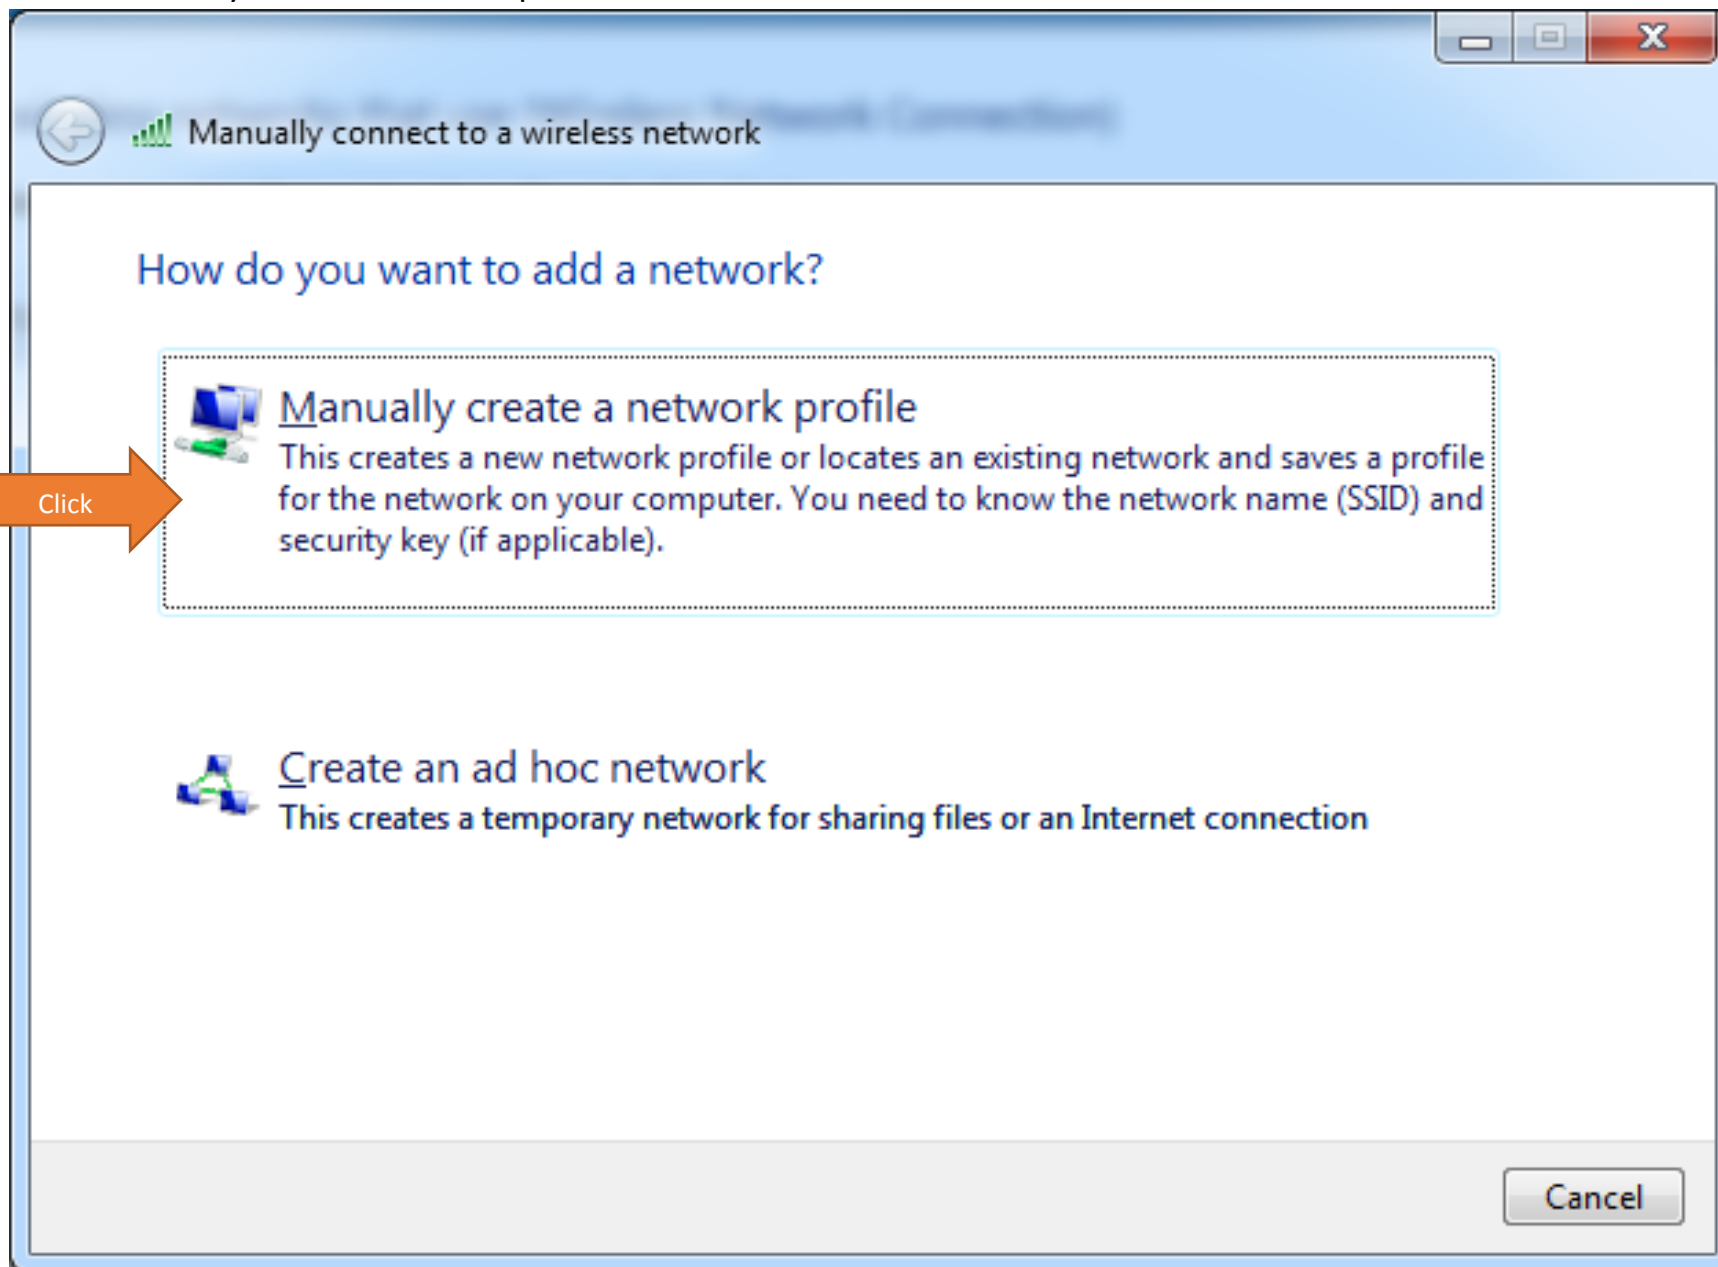 Manually connect to a wireless network
How do you want to add a network?
Manually create a network profile
This creates a new network profile or locates an existing network and saves a profile
for the network on your computer. You need to know the network name (SSID) and
security key (if applicable).
Click
Create an ad hoc network
This creates a temporary network for sharing files or an Internet connection
Cancel